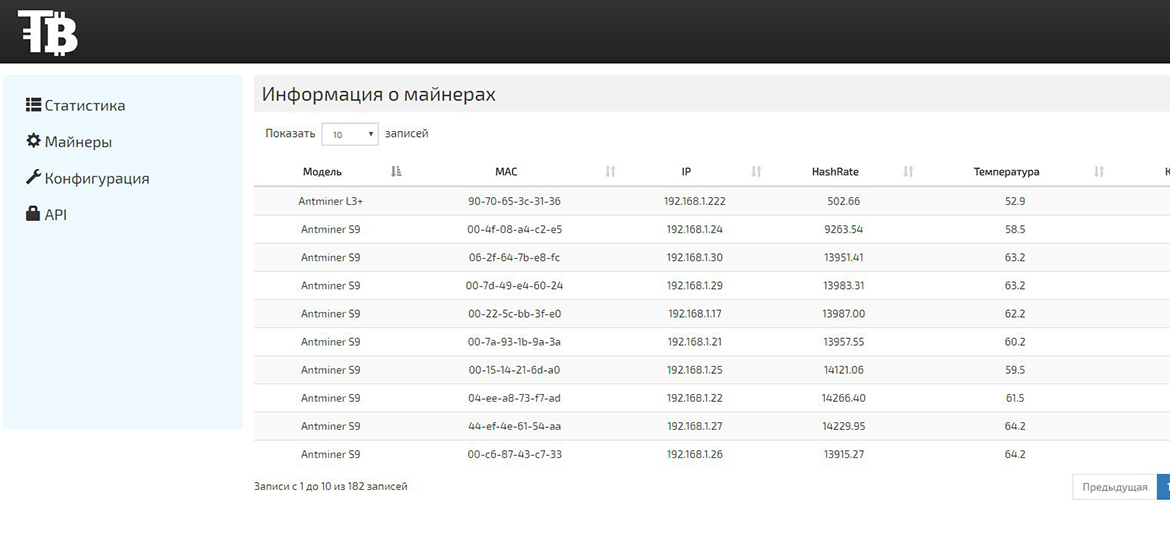 TB
Статистика
Майнеры
Конфигурация
API
Информация о майнерах
Показать 10 записей
Модель MAC IP HashRate Температура
Antminer L3+ 90-70-65-3c-31-36 192.168.1.222 502.66 52.9
Antminer S9 00-4f-08-a4-c2-e5 192.168.1.24 9263.54 58.5
Antminer S9 06-2f-64-7b-e8-fc 192.168.1.30 13951.41 63.2
Antminer S9 00-7d-49-e4-60-24 192.168.1.29 13983.31 63.2
Antminer S9 00-22-5c-bb-3f-e0 192.168.1.17 13987.00 62.2
Antminer S9 00-7a-93-1b-9a-3a 192.168.1.21 13957.55 60.2
Antminer S9 00-15-14-21-6d-a0 192.168.1.25 14121.06 59.5
Antminer S9 04-ee-a8-73-f7-ad 192.168.1.22 14266.40 61.5
Antminer S9 44-ef-4e-61-54-aa 192.168.1.27 14229.95 64.2
Antminer S9 00-c6-87-43-c7-33 192.168.1.26 13915.27 64.2
Записи с 1 до 10 из 182 записей
Предыдущая